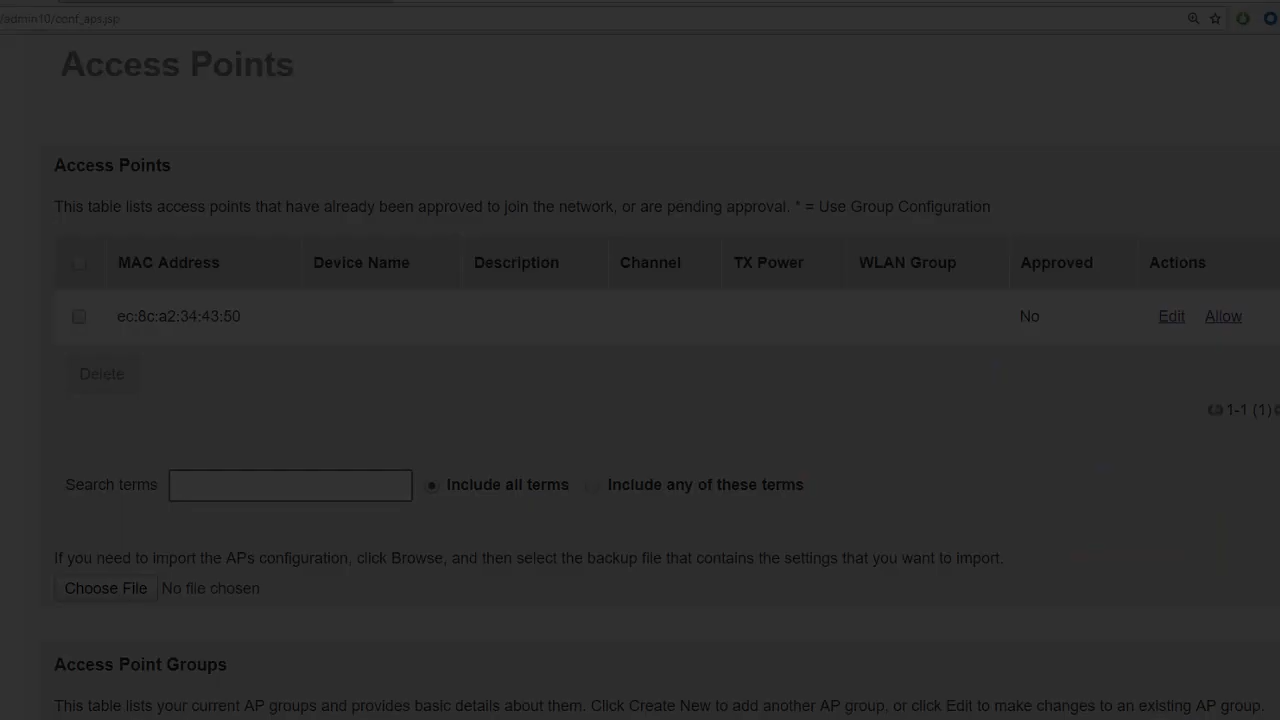 /admin10/conf_aps.jsp
Access Points
Access Points
This table lists access points that have already been approved to join the network, or are pending approval. * = Use Group Configuration
MAC Address Device Name Description Channel TX Power WLAN Group Approved Actions
ec:8c:a2:34:43:50 No Edit Allow
Delete
1-1 (1)
Search terms Include all terms Include any of these terms
If you need to import the APs configuration, click Browse, and then select the backup file that contains the settings that you want to import.
Choose File No file chosen
Access Point Groups
This table lists your current AP groups and provides basic details about them. Click Create New to add another AP group, or click Edit to make changes to an existing AP group.